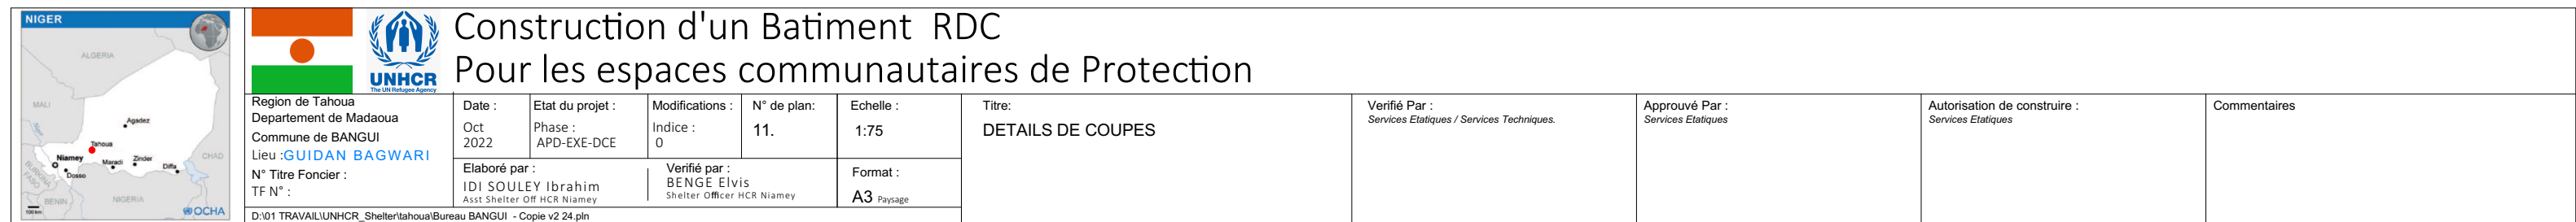 NIGER
ALGERIA
MALI
Agadez
Tahoua
Niamey
Maradi
Zinder
Diffa
CHAD
Dosso
BURKINA
FASO
BENIN
NIGERIA
100 km
OCHA
UNHCR
The UN Refugee Agency
Construction d'un Batiment RDC
Pour les espaces communautaires de Protection
Region de Tahoua
Departement de Madaoua
Commune de BANGUI
Lieu :GUIDAN BAGWARI
N° Titre Foncier :
TF N° :
Date :
Oct
2022
Etat du projet :
Phase :
APD-EXE-DCE
Modifications :
Indice :
0
N° de plan:
11.
Echelle :
1:75
Elaboré par :
IDI SOULEY Ibrahim
Asst Shelter Off HCR Niamey
Verifié par :
BENGE Elvis
Shelter Officer HCR Niamey
Format :
A3 Paysage
D:\01 TRAVAIL\UNHCR_Shelter\tahoua\Bureau BANGUI - Copie v2 24.pln
Titre:
DETAILS DE COUPES
Verifié Par :
Services Etatiques / Services Techniques.
Approuvé Par :
Services Etatiques
Autorisation de construire :
Services Etatiques
Commentaires